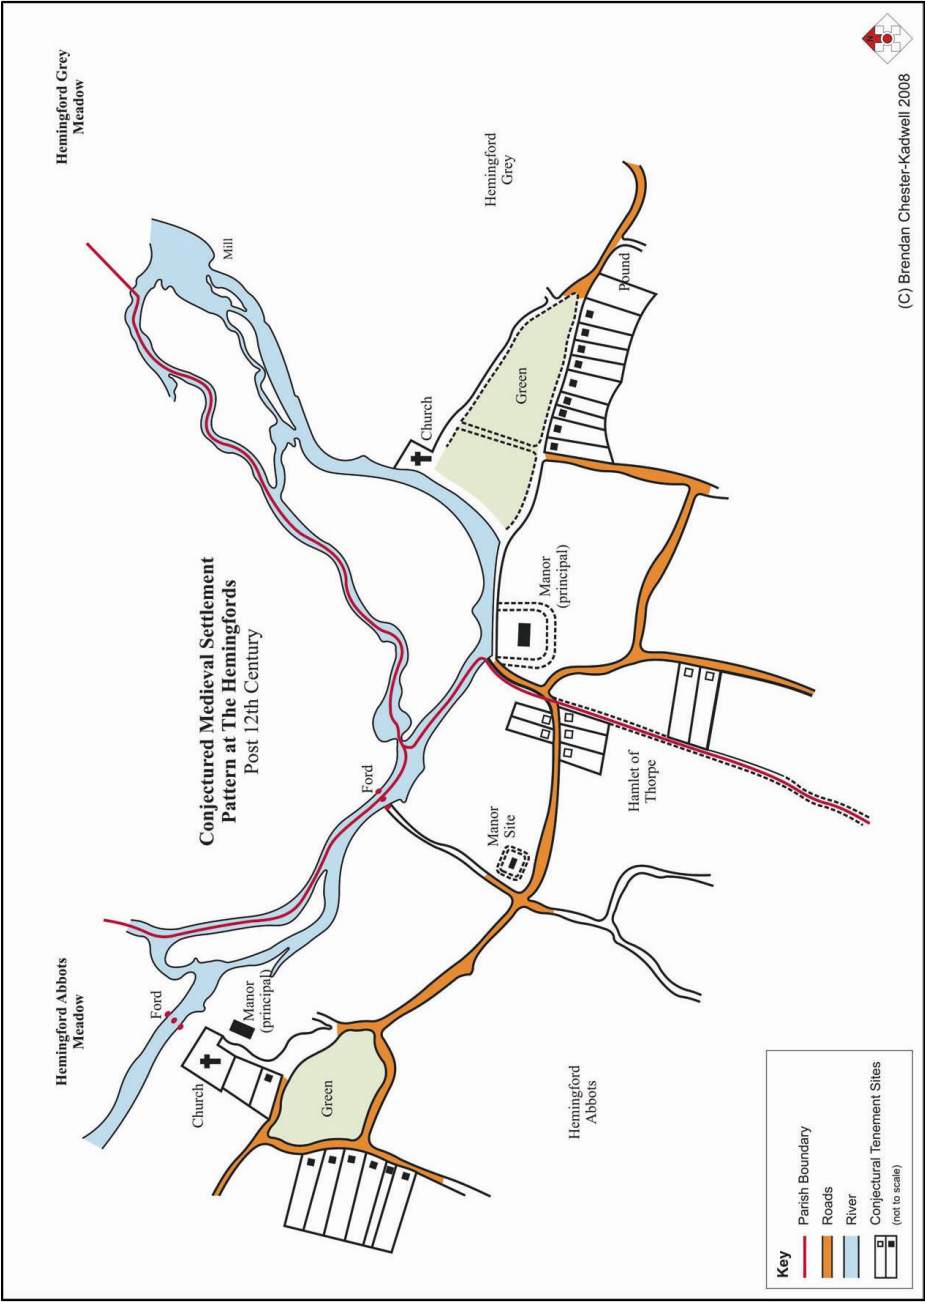 Conjectured Medieval Settlement
Pattern at The Hemingfords
Post 12th Century
Hemingford Abbots
Meadow
Hemingford Grey
Meadow
Ford
Church
Manor
(principal)
Green
Ford
Manor
Site
Hemingford
Abbots
Hamlet of
Thorpe
Manor
(principal)
Mill
Church
Green
Pound
Hemingford
Grey
Key
Parish Boundary
Roads
River
Conjectural Tenement Sites
(not to scale)
N
(C) Brendan Chester-Kadwell 2008